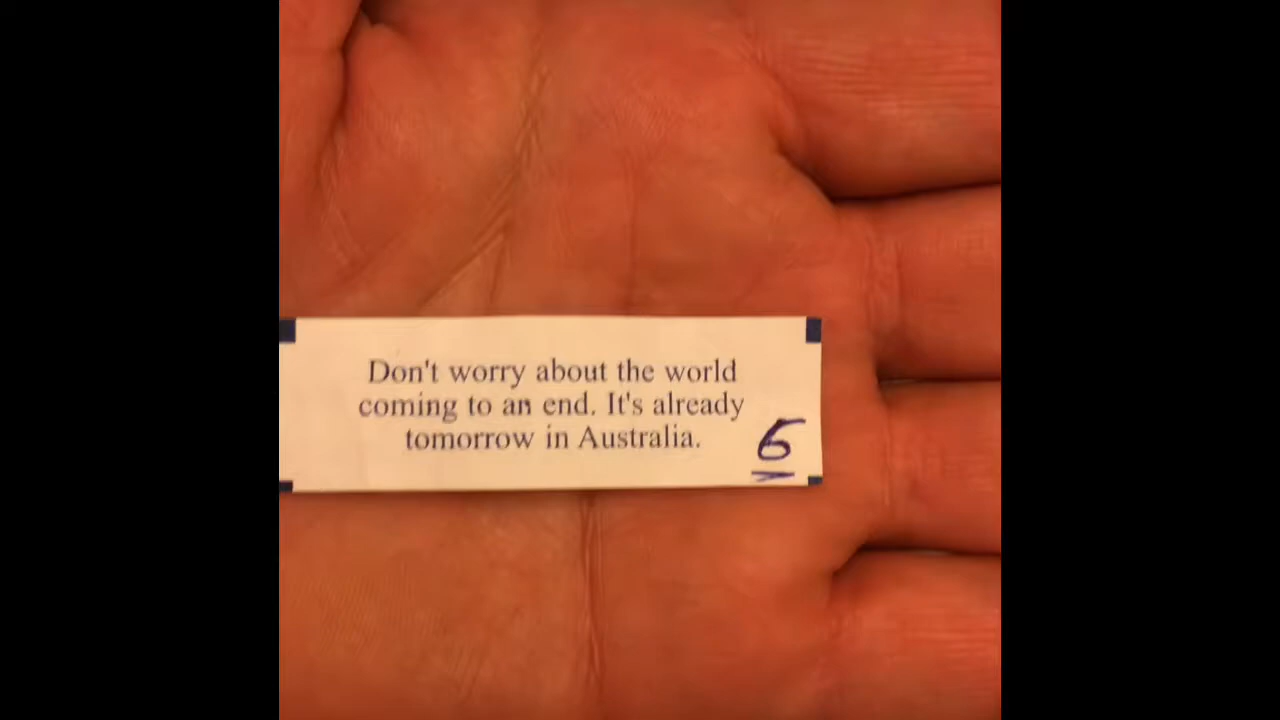 Don't worry about the world
coming to an end. It's already
tomorrow in Australia.
6